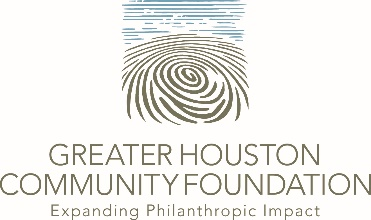 GREATER HOUSTON
COMMUNITY FOUNDATION
Expanding Philanthropic Impact